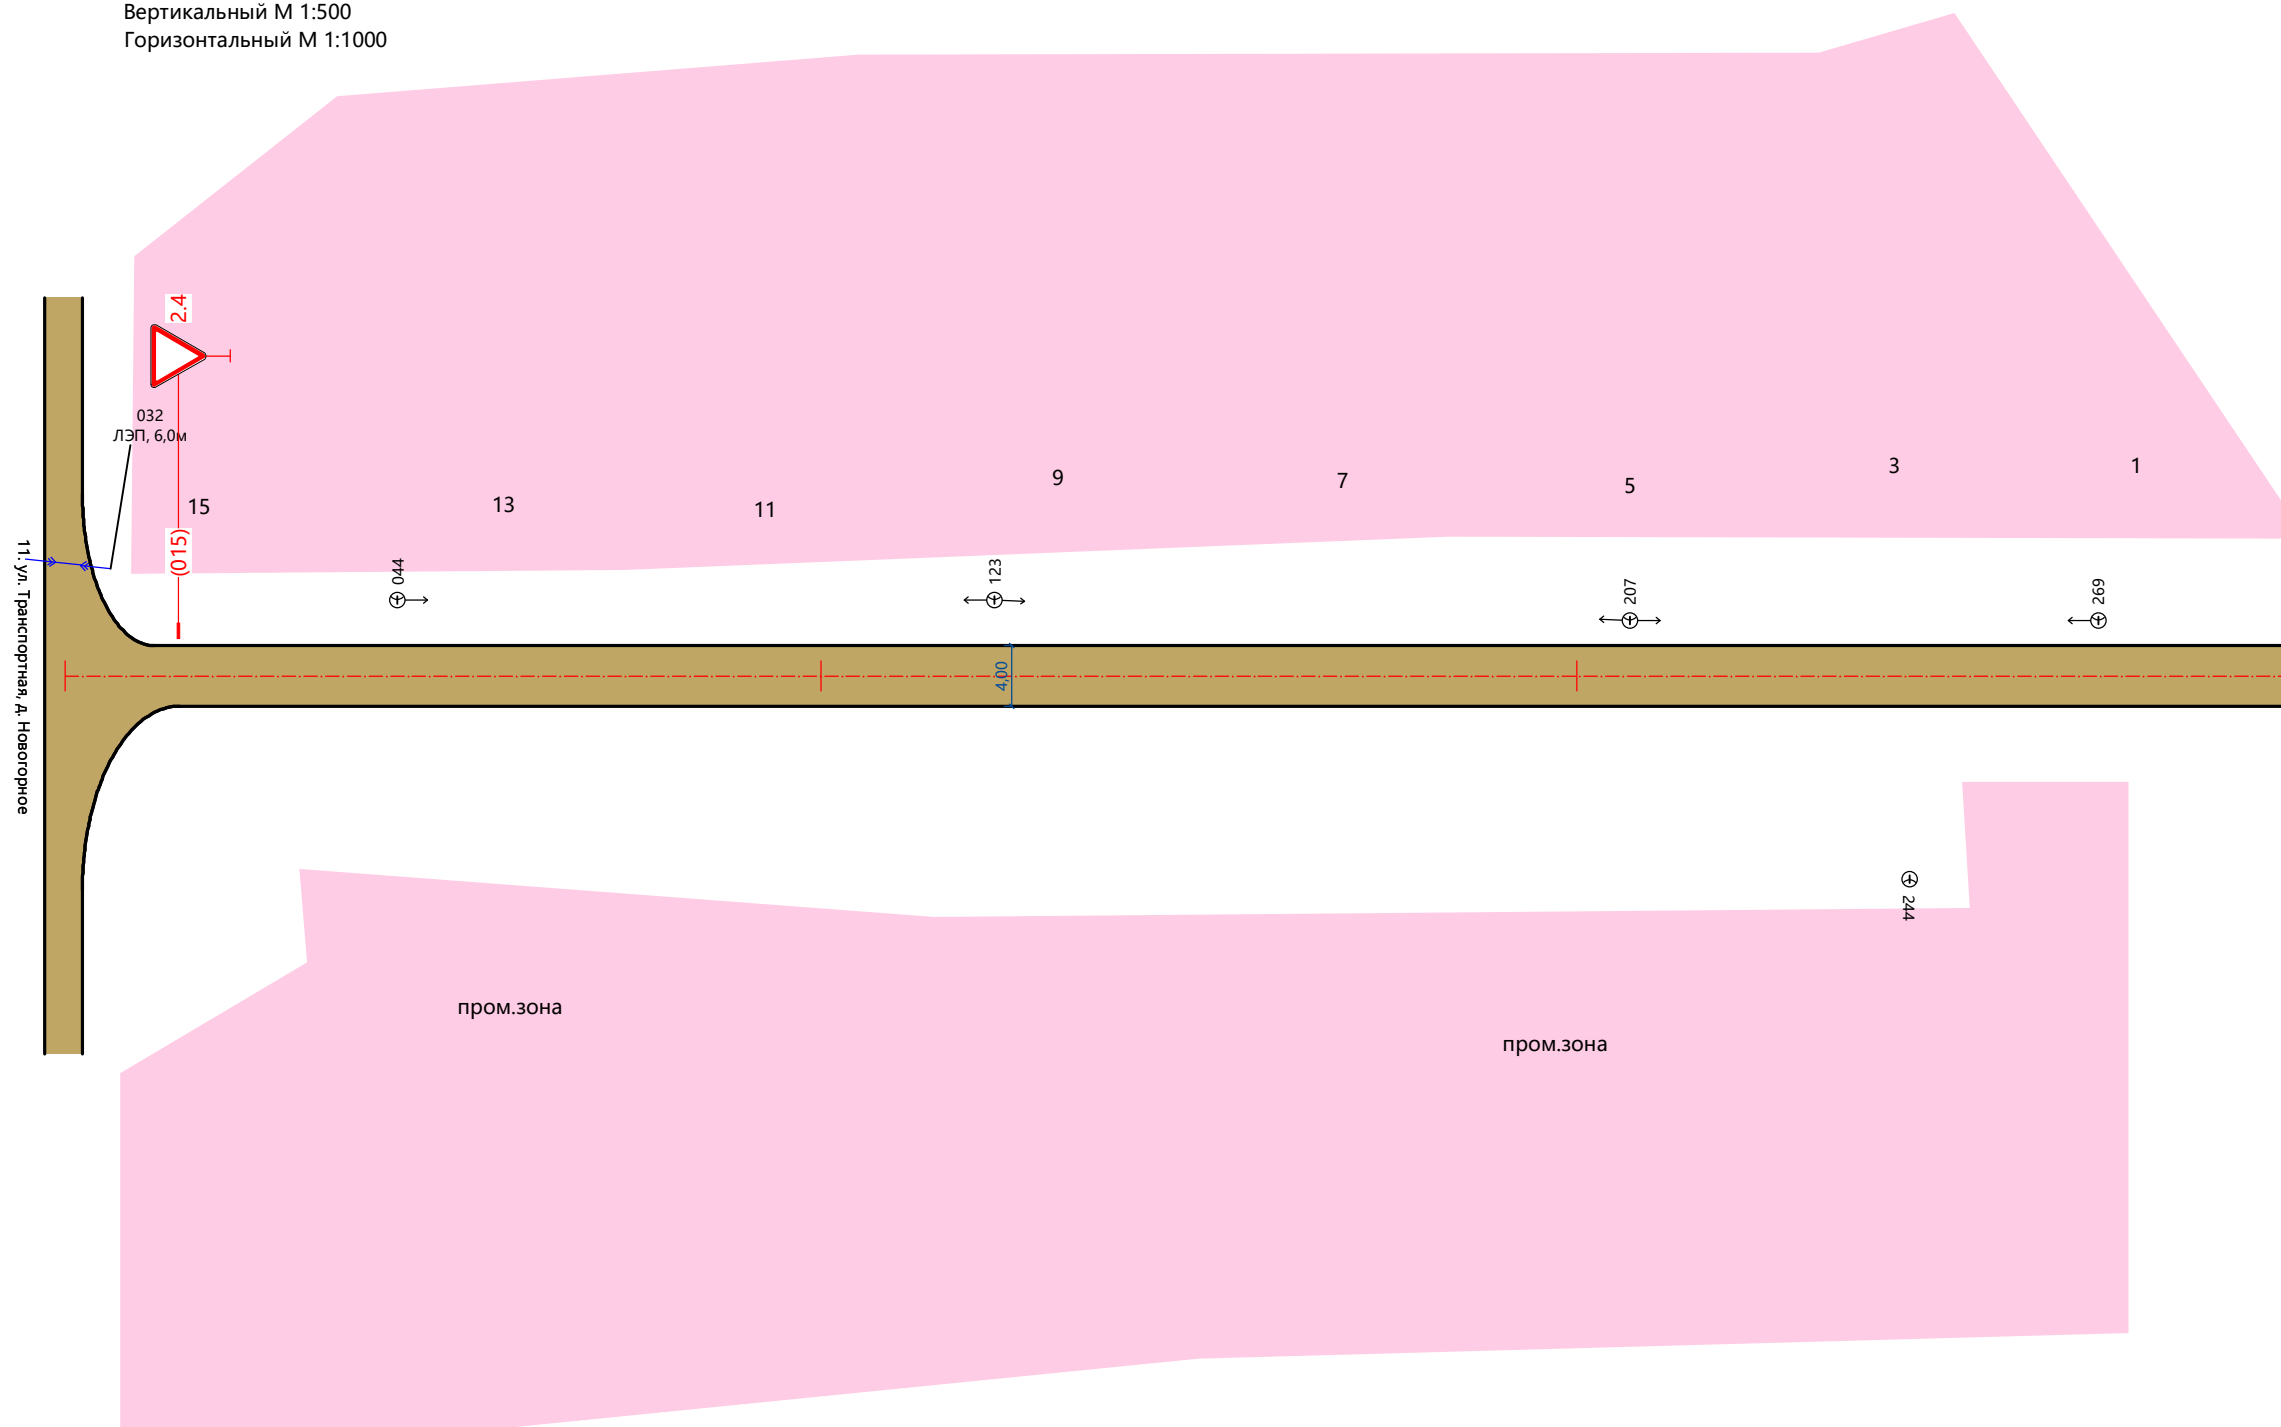 Вертикальный М 1:500
Горизонтальный М 1:1000
2.4
032
ЛЭП, 6,0м
15
13
11
9
7
5
3
1
(015)
044
123
207
269
11. ул. Транспортная, д. Новогорное
4,00
244
пром.зона
пром.зона